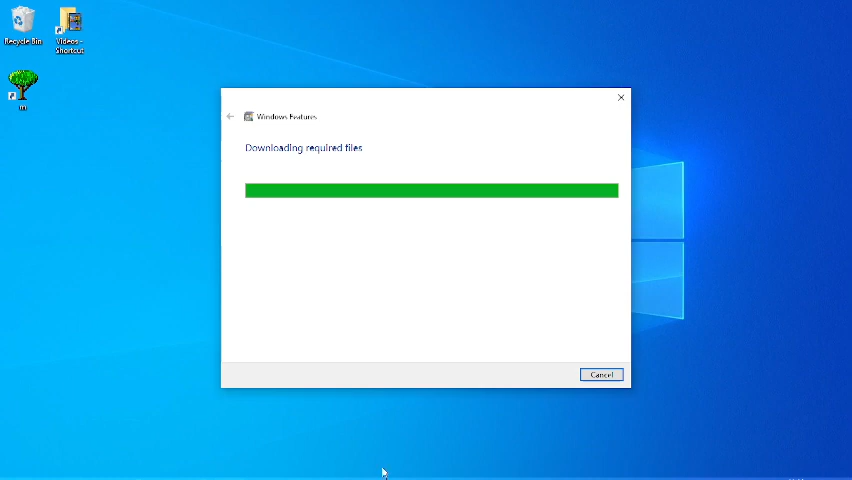 Recycle Bin
Videos -
Shortcut
m
Windows Features
Downloading required files
Cancel